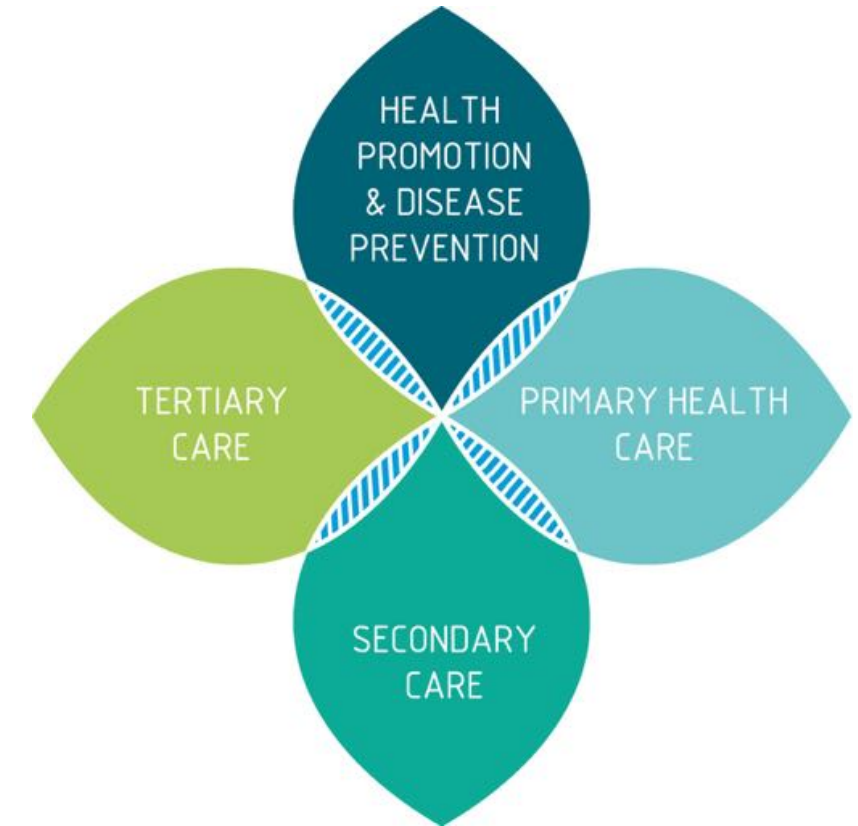 HEALTH
PROMOTION
& DISEASE
PREVENTION
TERTIARY
CARE
PRIMARY HEALTH
CARE
SECONDARY
CARE